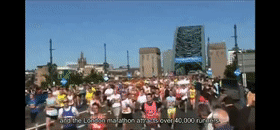 and the London marathon attracts over 40,000 runners.